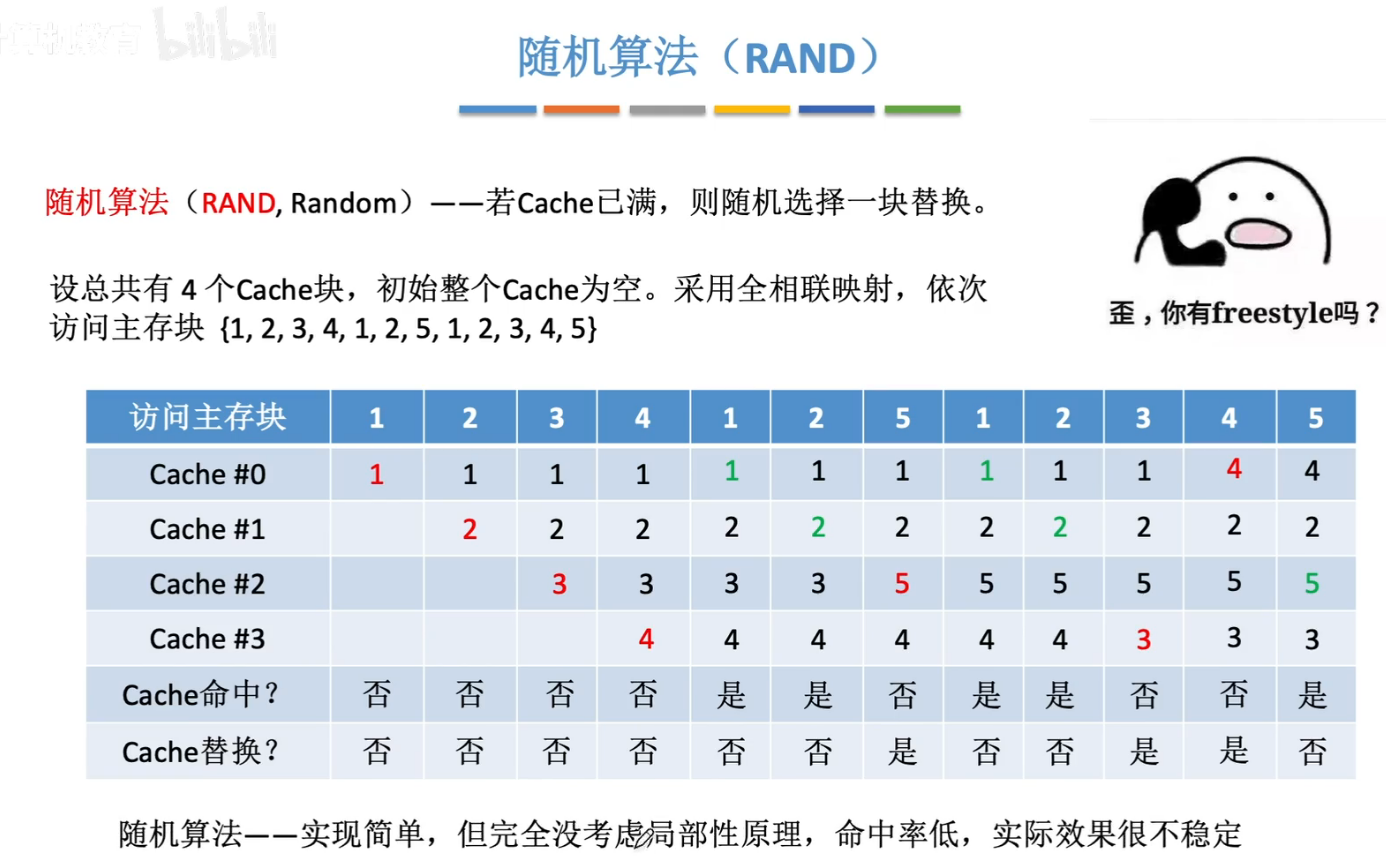 计算机教育 bilibili
随机算法（RAND）
随机算法（RAND, Random）——若Cache已满，则随机选择一块替换。
设总共有 4 个Cache块，初始整个Cache为空。采用全相联映射，依次
访问主存块 {1, 2, 3, 4, 1, 2, 5, 1, 2, 3, 4, 5}
歪，你有freestyle吗？
访问主存块 1 2 3 4 1 2 5 1 2 3 4 5
Cache #0 1 1 1 1 1 1 1 1 1 1 4 4
Cache #1 2 2 2 2 2 2 2 2 2 2 2
Cache #2 3 3 3 3 5 5 5 5 5 5
Cache #3 4 4 4 4 4 4 3 3 3
Cache命中？ 否 否 否 否 是 是 否 是 是 否 否 是
Cache替换？ 否 否 否 否 否 否 是 否 否 是 是 否
随机算法——实现简单，但完全没考虑局部性原理，命中率低，实际效果很不稳定